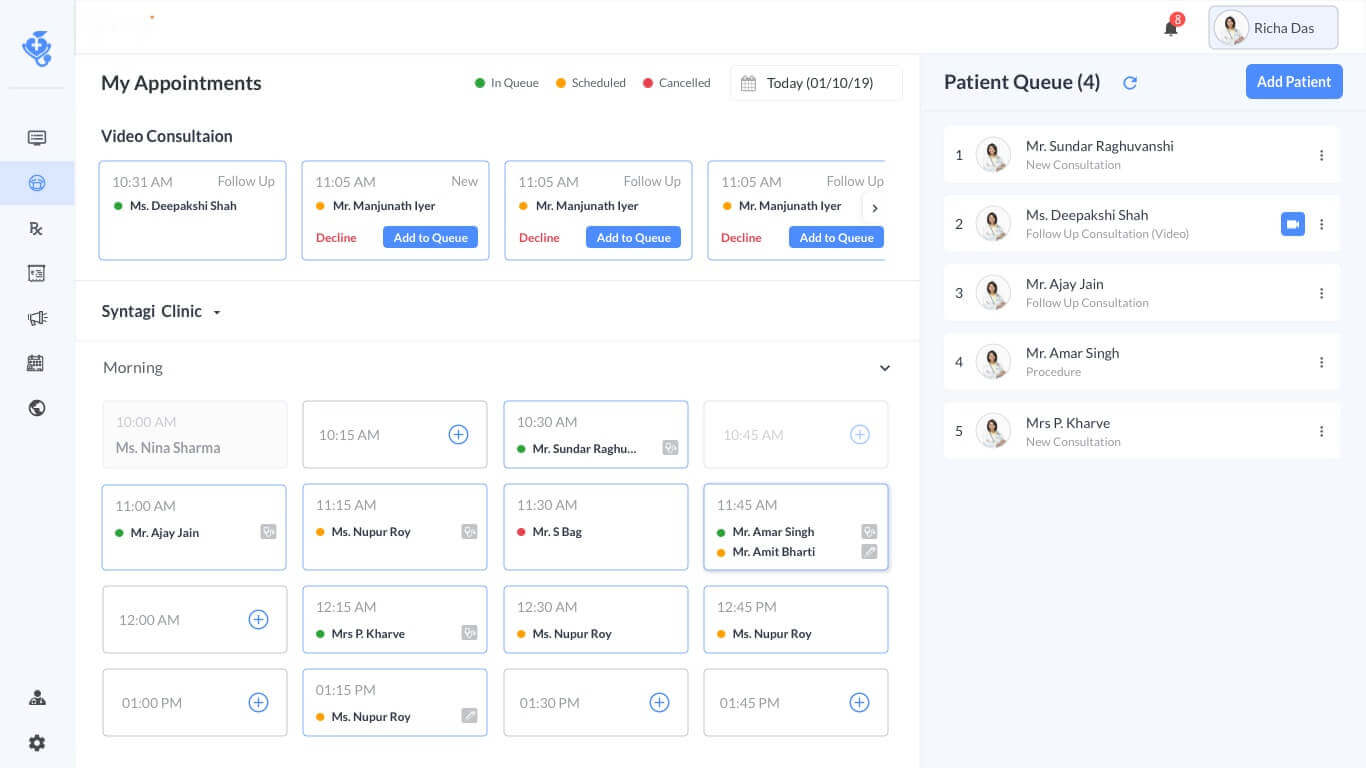 8
Richa Das
My Appointments
In Queue
Scheduled
Cancelled
Today (01/10/19)
Video Consultaion
10:31 AM Follow Up
Ms. Deepakshi Shah
11:05 AM New
Mr. Manjunath Iyer
Decline Add to Queue
11:05 AM Follow Up
Mr. Manjunath Iyer
Decline Add to Queue
11:05 AM Follow Up
Mr. Manjunath Iyer
Decline Add to Queue
Syntagi Clinic
Morning
10:00 AM
Ms. Nina Sharma
10:15 AM
10:30 AM
Mr. Sundar Raghu...
10:45 AM
11:00 AM
Mr. Ajay Jain
11:15 AM
Ms. Nupur Roy
11:30 AM
Mr. S Bag
11:45 AM
Mr. Amar Singh
Mr. Amit Bharti
12:00 AM
12:15 AM
Mrs P. Kharve
12:30 AM
Ms. Nupur Roy
12:45 PM
Ms. Nupur Roy
01:00 PM
01:15 PM
Ms. Nupur Roy
01:30 PM
01:45 PM
Patient Queue (4)
Add Patient
1 Mr. Sundar Raghuvanshi
New Consultation
2 Ms. Deepakshi Shah
Follow Up Consultation (Video)
3 Mr. Ajay Jain
Follow Up Consultation
4 Mr. Amar Singh
Procedure
5 Mrs P. Kharve
New Consultation